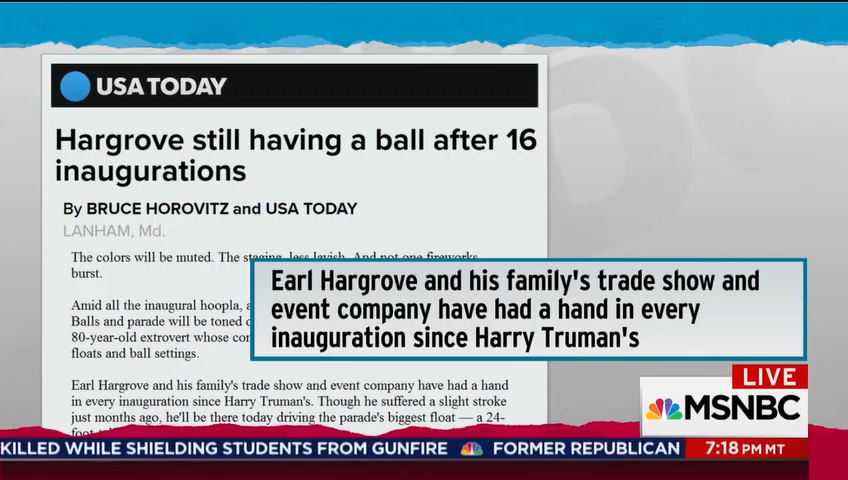 USA TODAY
Hargrove still having a ball after 16
inaugurations
By BRUCE HOROVITZ and USA TODAY
LANHAM, Md.
The colors will be muted. The staging, less lavish. And not one fireworks
burst.
Amid all the inaugural hoopla, a
Balls and parade will be toned d
80-year-old extrovert whose con
floats and ball settings.
Earl Hargrove and his family's trade show and
event company have had a hand in every
inauguration since Harry Truman's
Earl Hargrove and his family's trade show and event company have had a hand
in every inauguration since Harry Truman's. Though he suffered a slight stroke
just months ago, he'll be there today driving the parade's biggest float — a 24-
LIVE
MSNBC
KILLED WHILE SHIELDING STUDENTS FROM GUNFIRE FORMER REPUBLICAN
7:18 PM MT